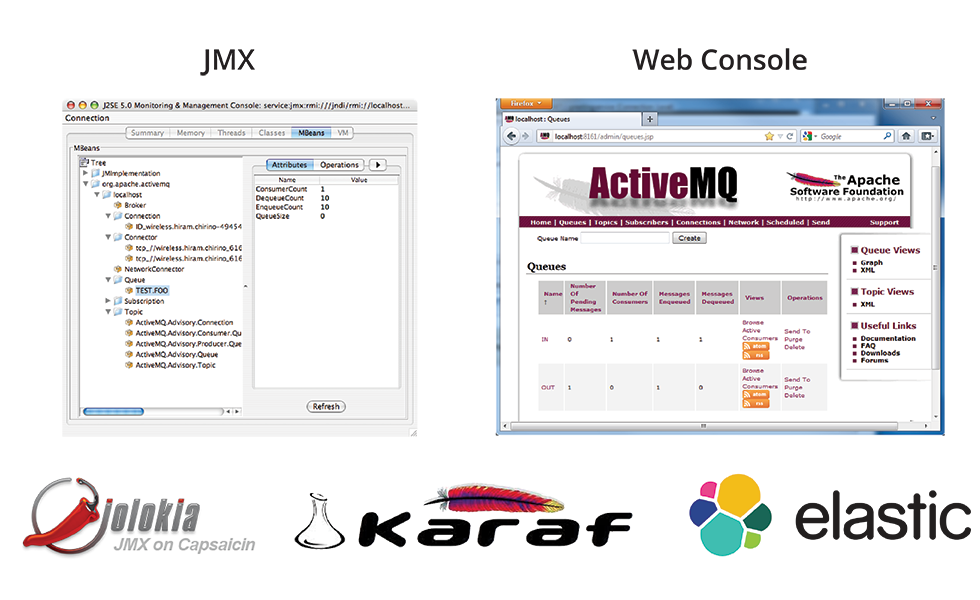 JMX
Web Console
J2SE 5.0 Monitoring & Management Console: service:jmx:rmi:///jndi/rmi://localhost...
Connection
Summary Memory Threads Classes MBeans VM
MBeans
Tree
JMImplementation
org.apache.activemq
localhost
Broker
Connection
ID_wireless.hiram.chirino-49454
Connector
tcp_//wireless.hiram.chirino_616
tcp_//wireless.hiram.chirino_616
NetworkConnector
Queue
TEST.FOO
Subscription
Topic
ActiveMQ.Advisory.Connection
ActiveMQ.Advisory.Consumer.Qu
ActiveMQ.Advisory.Producer.Que
ActiveMQ.Advisory.Queue
ActiveMQ.Advisory.Topic
Attributes Operations
Name Value
ConsumerCount 1
DequeueCount 10
EnqueueCount 10
QueueSize 0
Refresh
Firefox
localhost : Queues
localhost:8161/admin/queues.jsp
Google
ActiveMQ
The Apache
Software Foundation
http://www.apache.org/
Home | Queues | Topics | Subscribers | Connections | Network | Scheduled | Send Support
Queue Name Create
Queues
Name ↑ Number Of Pending Messages Number Of Consumers Messages Enqueued Messages Dequeued Views Operations
IN 0 1 1 1 Browse Active Consumers atom rss Send To Purge Delete
OUT 1 0 1 0 Browse Active Consumers atom rss Send To Purge Delete
Queue Views
Graph
XML
Topic Views
XML
Useful Links
Documentation
FAQ
Downloads
Forums
jolokia
JMX on Capsaicin
Karaf
elastic